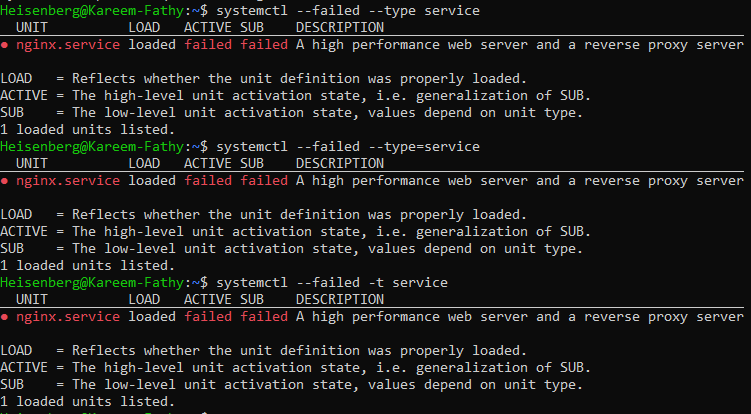 Heisenberg@Kareem-Fathy:~$ systemctl --failed --type service
UNIT LOAD ACTIVE SUB DESCRIPTION
● nginx.service loaded failed failed A high performance web server and a reverse proxy server
LOAD = Reflects whether the unit definition was properly loaded.
ACTIVE = The high-level unit activation state, i.e. generalization of SUB.
SUB = The low-level unit activation state, values depend on unit type.
1 loaded units listed.
Heisenberg@Kareem-Fathy:~$ systemctl --failed --type=service
UNIT LOAD ACTIVE SUB DESCRIPTION
● nginx.service loaded failed failed A high performance web server and a reverse proxy server
LOAD = Reflects whether the unit definition was properly loaded.
ACTIVE = The high-level unit activation state, i.e. generalization of SUB.
SUB = The low-level unit activation state, values depend on unit type.
1 loaded units listed.
Heisenberg@Kareem-Fathy:~$ systemctl --failed -t service
UNIT LOAD ACTIVE SUB DESCRIPTION
● nginx.service loaded failed failed A high performance web server and a reverse proxy server
LOAD = Reflects whether the unit definition was properly loaded.
ACTIVE = The high-level unit activation state, i.e. generalization of SUB.
SUB = The low-level unit activation state, values depend on unit type.
1 loaded units listed.